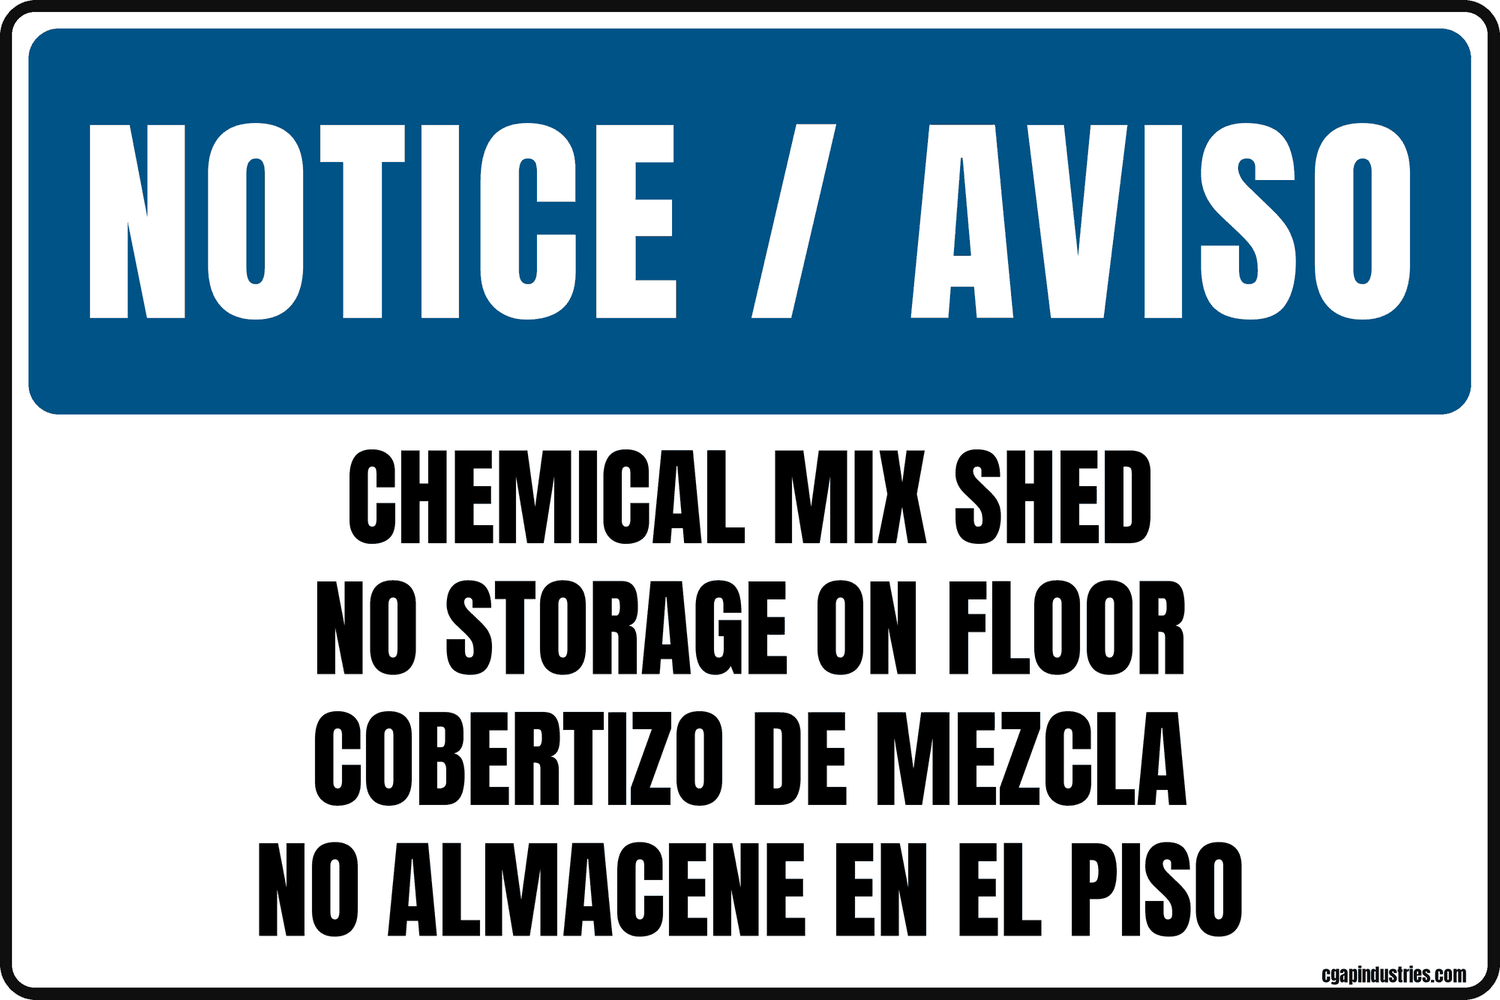 NOTICE / AVISO
CHEMICAL MIX SHED
NO STORAGE ON FLOOR
COBERTIZO DE MEZCLA
NO ALMACENE EN EL PISO
cgapindustries.com